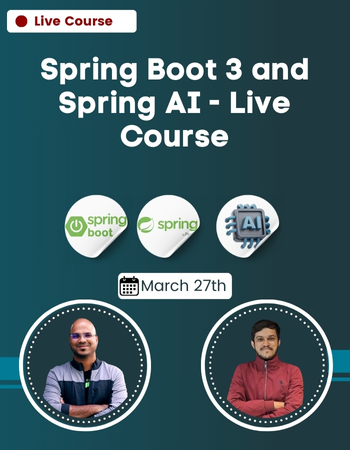 Live Course
Spring Boot 3 and
Spring AI - Live
Course
spring
boot
spring
AI
March 27th